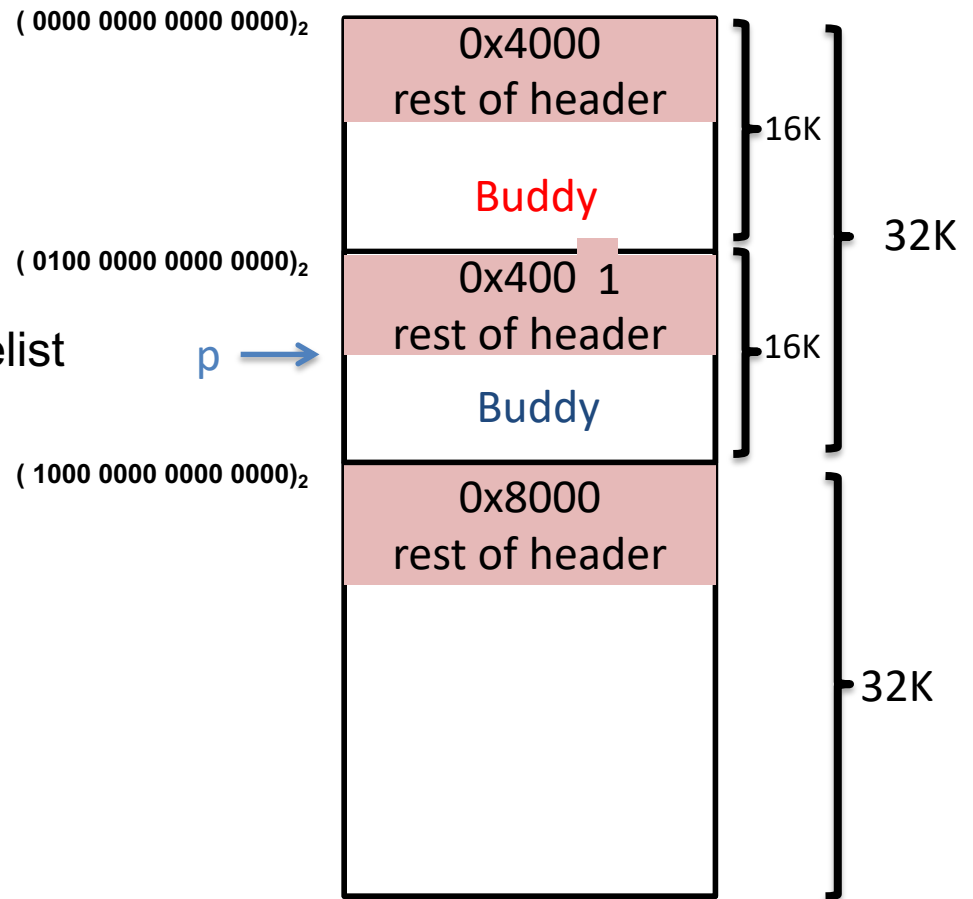 ( 0000 0000 0000 0000)₂
0x4000
rest of header
16K
Buddy
32K
( 0100 0000 0000 0000)₂
0x400 1
rest of header
16K
elist
p
Buddy
( 1000 0000 0000 0000)₂
0x8000
rest of header
32K